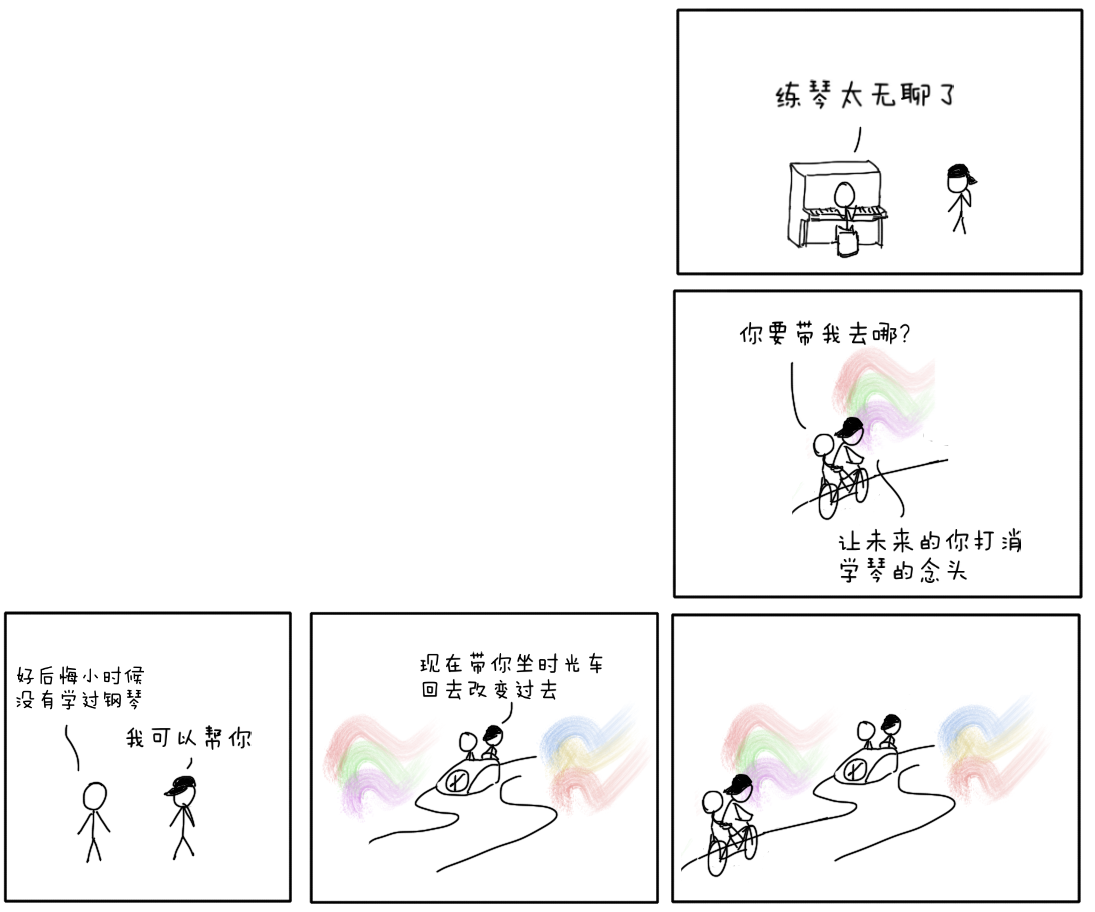 练琴太无聊了
你要带我去哪？
让未来的你打消
学琴的念头
好后悔小时候
没有学过钢琴
我可以帮你
现在带你坐时光车
回去改变过去